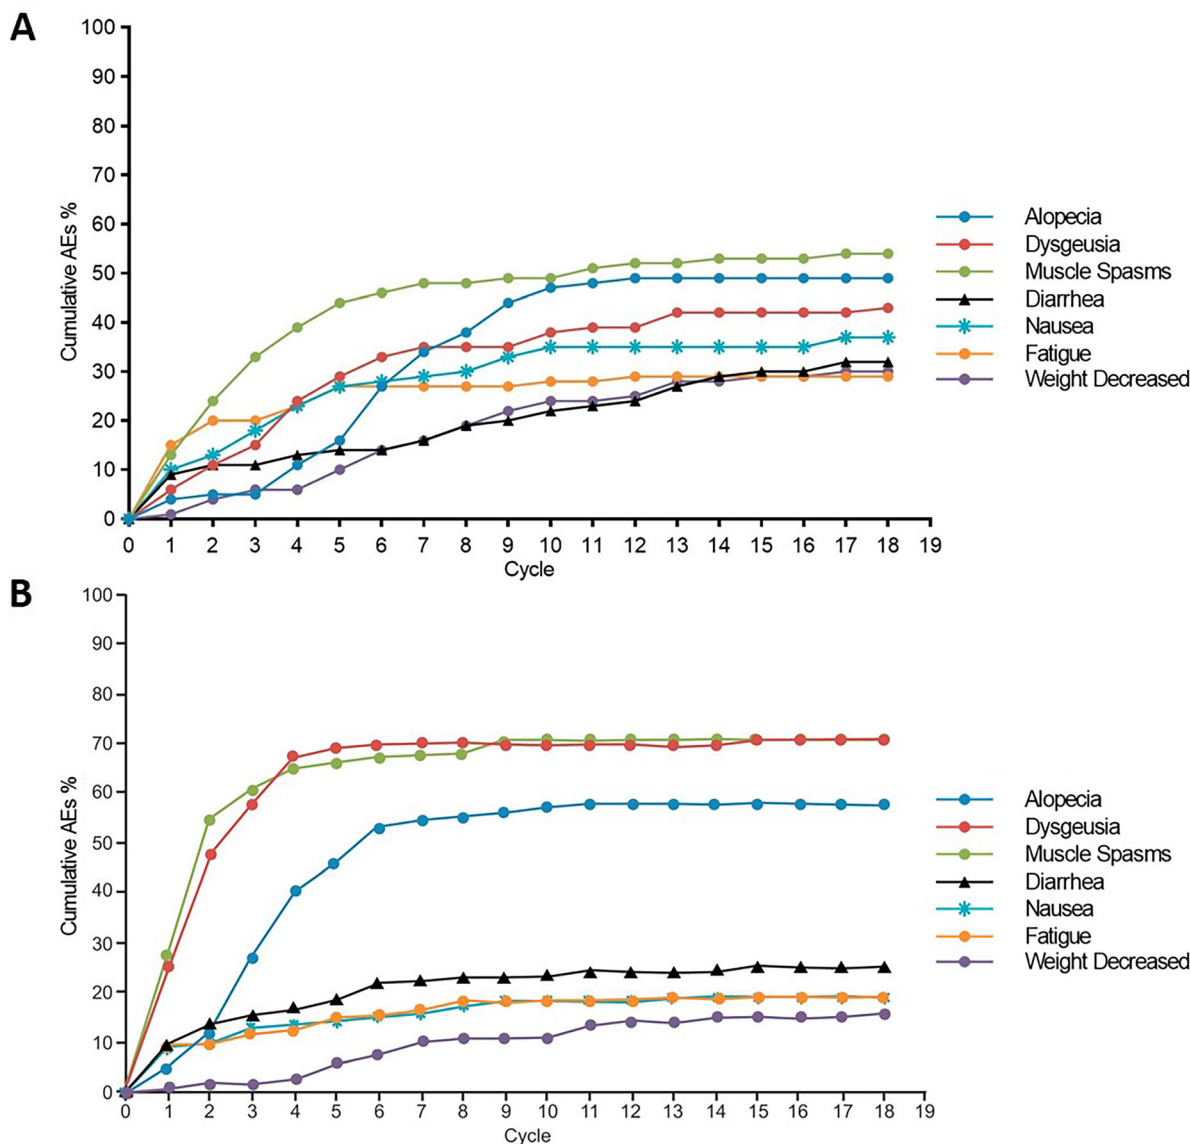 A
Cumulative AEs %
100
90
80
70
60
50
40
30
20
10
0
0 1 2 3 4 5 6 7 8 9 10 11 12 13 14 15 16 17 18 19
Cycle
Alopecia
Dysgeusia
Muscle Spasms
Diarrhea
Nausea
Fatigue
Weight Decreased
B
Cumulative AEs %
100
90
80
70
60
50
40
30
20
10
0
0 1 2 3 4 5 6 7 8 9 10 11 12 13 14 15 16 17 18 19
Cycle
Alopecia
Dysgeusia
Muscle Spasms
Diarrhea
Nausea
Fatigue
Weight Decreased